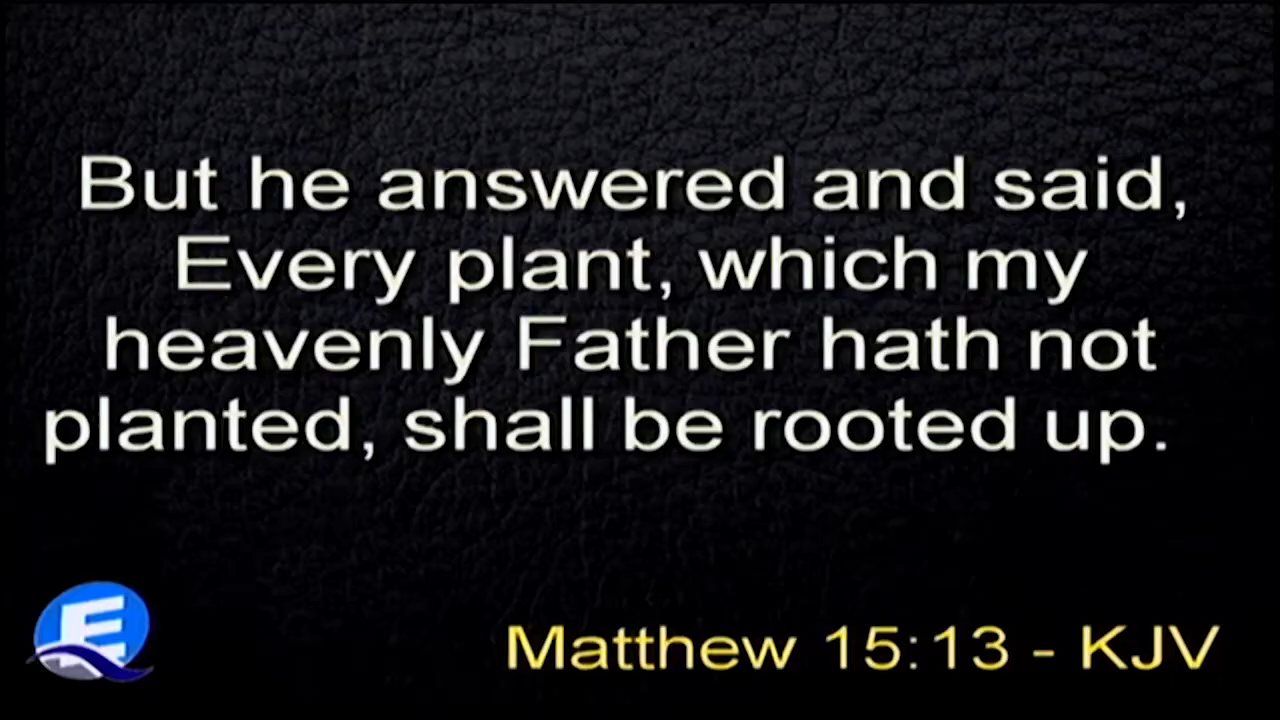 But he answered and said,
Every plant, which my
heavenly Father hath not
planted, shall be rooted up.
E
Matthew 15:13 - KJV